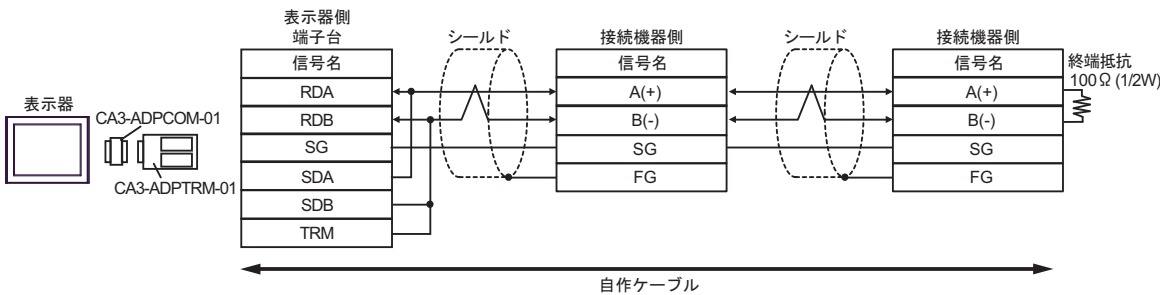 表示器
CA3-ADPCOM-01
CA3-ADPTRM-01
表示器側
端子台
信号名
RDA
RDB
SG
SDA
SDB
TRM
シールド
接続機器側
信号名
A(+)
B(-)
SG
FG
シールド
接続機器側
信号名
A(+)
B(-)
SG
FG
終端抵抗
100Ω (1/2W)
自作ケーブル